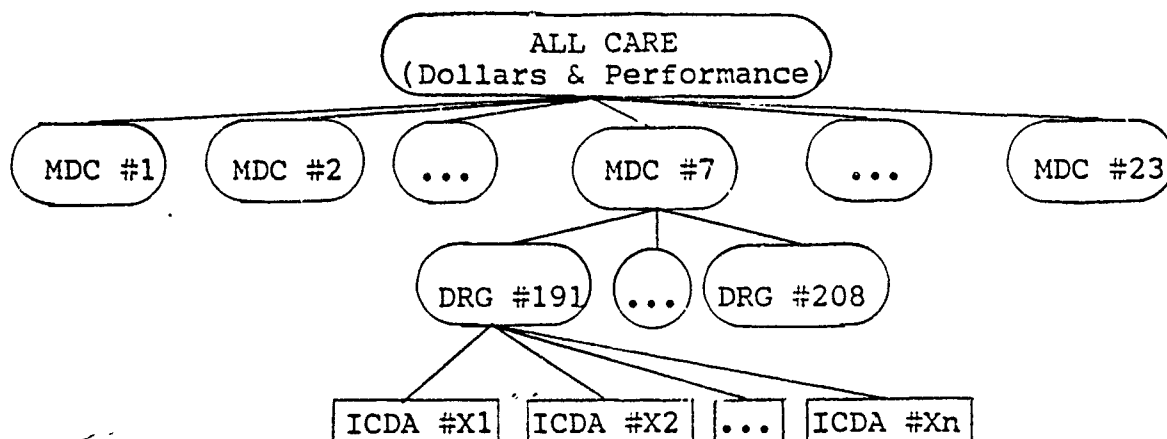 ALL CARE
(Dollars & Performance)
MDC #1 MDC #2 ... MDC #7 ... MDC #23
DRG #191 ... DRG #208
ICDA #X1 ICDA #X2 ... ICDA #Xn